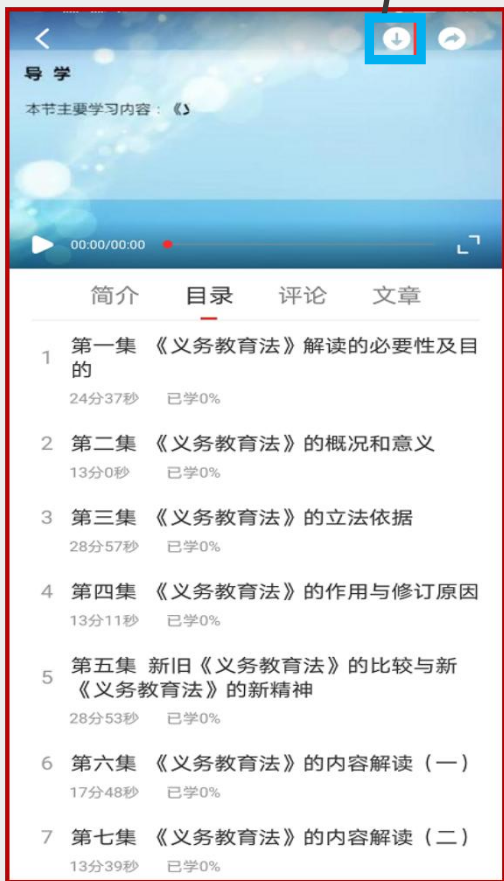 导 学
本节主要学习内容：《
00:00/00:00
简介 目录 评论 文章
1 第一集 《义务教育法》解读的必要性及目
的
24分37秒 已学0%
2 第二集 《义务教育法》的概况和意义
13分0秒 已学0%
3 第三集 《义务教育法》的立法依据
28分57秒 已学0%
4 第四集 《义务教育法》的作用与修订原因
13分11秒 已学0%
5 第五集 新旧《义务教育法》的比较与新
《义务教育法》的新精神
28分53秒 已学0%
6 第六集 《义务教育法》的内容解读（一）
17分48秒 已学0%
7 第七集 《义务教育法》的内容解读（二）
13分39秒 已学0%